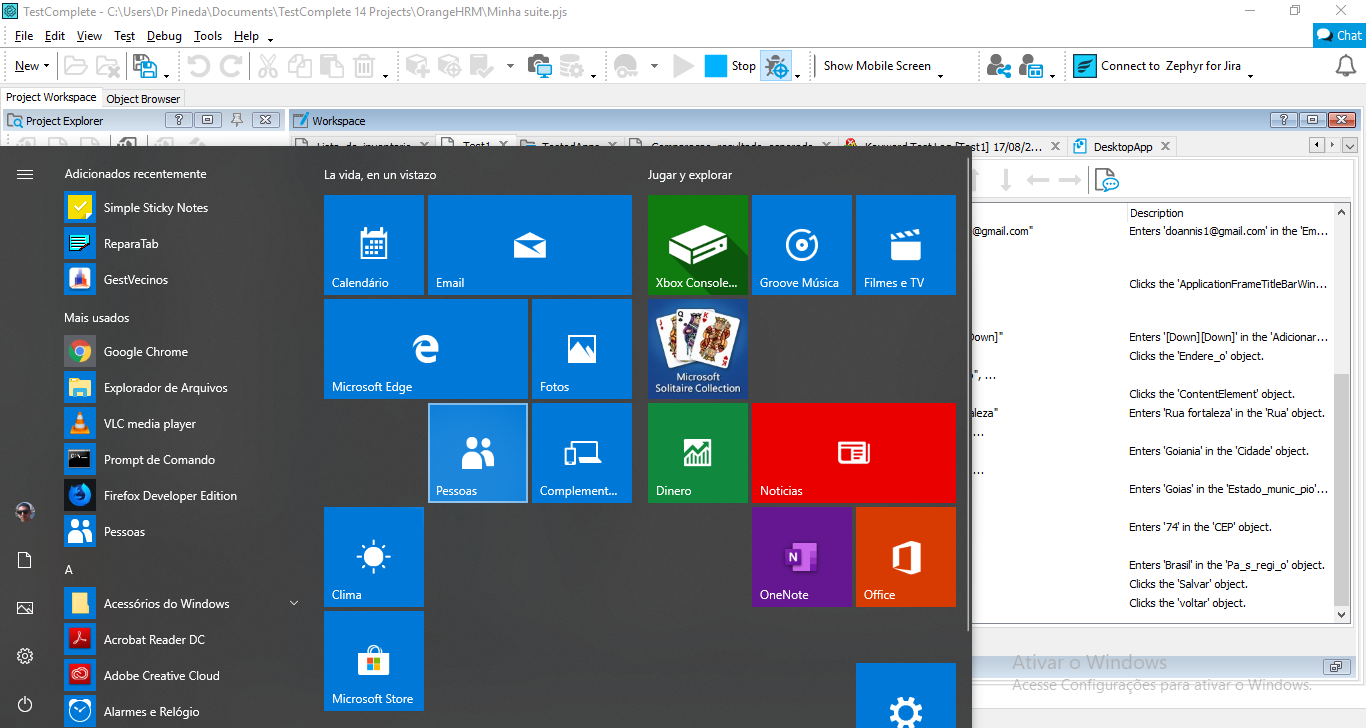 TestComplete - C:\Users\Dr Pineda\Documents\TestComplete 14 Projects\OrangeHRM\Minha suite.pjs
File Edit View Test Debug Tools Help
Chat
New
Stop
Show Mobile Screen
Connect to Zephyr for Jira
Project Workspace Object Browser
Project Explorer
Workspace
Test1
[Test1] 17/08/2...
DesktopApp
Adicionados recentemente
Simple Sticky Notes
ReparaTab
GestVecinos
Mais usados
Google Chrome
Explorador de Arquivos
VLC media player
Prompt de Comando
Firefox Developer Edition
Pessoas
A
Acessórios do Windows
Acrobat Reader DC
Adobe Creative Cloud
Alarmes e Relógio
La vida, en un vistazo
Calendário
Email
Microsoft Edge
Fotos
Pessoas
Complement...
Clima
Microsoft Store
Jugar y explorar
Xbox Console...
Groove Música
Filmes e TV
Microsoft
Solitaire Collection
Dinero
Noticias
OneNote
Office
Description
@gmail.com" Enters 'doannis1@gmail.com' in the 'Em...
Clicks the 'ApplicationFrameTitleBarWin...
Down]" Enters '[Down][Down]' in the 'Adicionar...
Clicks the 'Endere_o' object.
", ...
Clicks the 'ContentElement' object.
aleza" Enters 'Rua fortaleza' in the 'Rua' object.
...
Enters 'Goiania' in the 'Cidade' object.
...
Enters 'Goias' in the 'Estado_munic_pio'...
Enters '74' in the 'CEP' object.
Enters 'Brasil' in the 'Pa_s_regi_o' object.
Clicks the 'Salvar' object.
Clicks the 'voltar' object.
Ativar o Windows
Acesse Configurações para ativar o Windows.